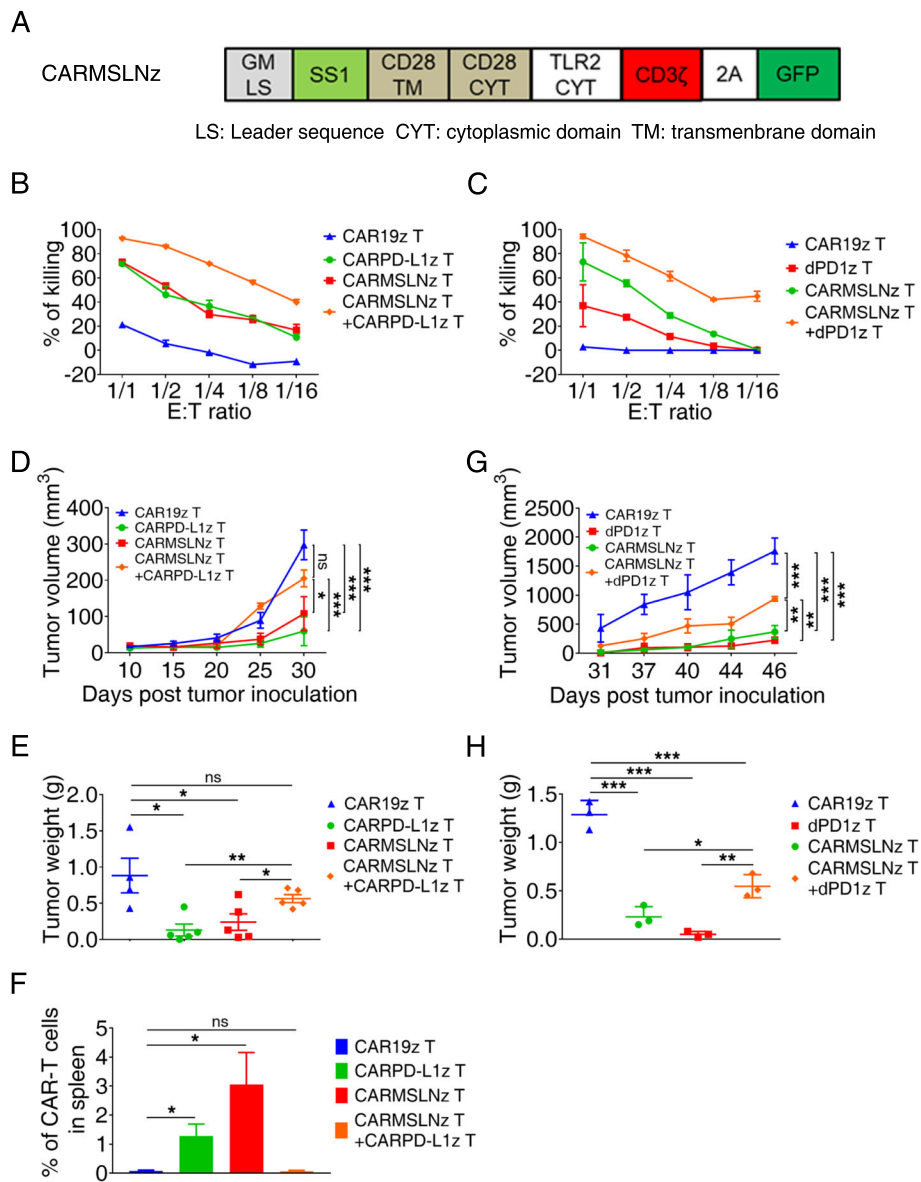 A
CARMSLNz
GM LS
SS1
CD28 TM
CD28 CYT
TLR2 CYT
CD3ζ
2A
GFP
LS: Leader sequence CYT: cytoplasmic domain TM: transmenbrane domain
B
% of killing
100
80
60
40
20
0
-20
1/1 1/2 1/4 1/8 1/16
E:T ratio
CAR19z T
CARPD-L1z T
CARMSLNz T
CARMSLNz T
+CARPD-L1z T
C
% of killing
100
80
60
40
20
0
-20
1/1 1/2 1/4 1/8 1/16
E:T ratio
CAR19z T
dPD1z T
CARMSLNz T
CARMSLNz T
+dPD1z T
D
Tumor volume (mm³)
400
300
200
100
0
10 15 20 25 30
Days post tumor inoculation
CAR19z T
CARPD-L1z T
CARMSLNz T
CARMSLNz T
+CARPD-L1z T
ns
*
***
***
***
G
Tumor volume (mm³)
2500
2000
1500
1000
500
0
31 37 40 44 46
Days post tumor inoculation
CAR19z T
dPD1z T
CARMSLNz T
CARMSLNz T
+dPD1z T
***
**
**
***
***
E
Tumor weight (g)
2.0
1.5
1.0
0.5
0.0
ns
*
*
**
*
CAR19z T
CARPD-L1z T
CARMSLNz T
CARMSLNz T
+CARPD-L1z T
H
Tumor weight (g)
1.5
1.0
0.5
0.0
***
***
***
*
**
CAR19z T
dPD1z T
CARMSLNz T
CARMSLNz T
+dPD1z T
F
% of CAR-T cells
in spleen
5
4
3
2
1
0
ns
*
*
CAR19z T
CARPD-L1z T
CARMSLNz T
CARMSLNz T
+CARPD-L1z T